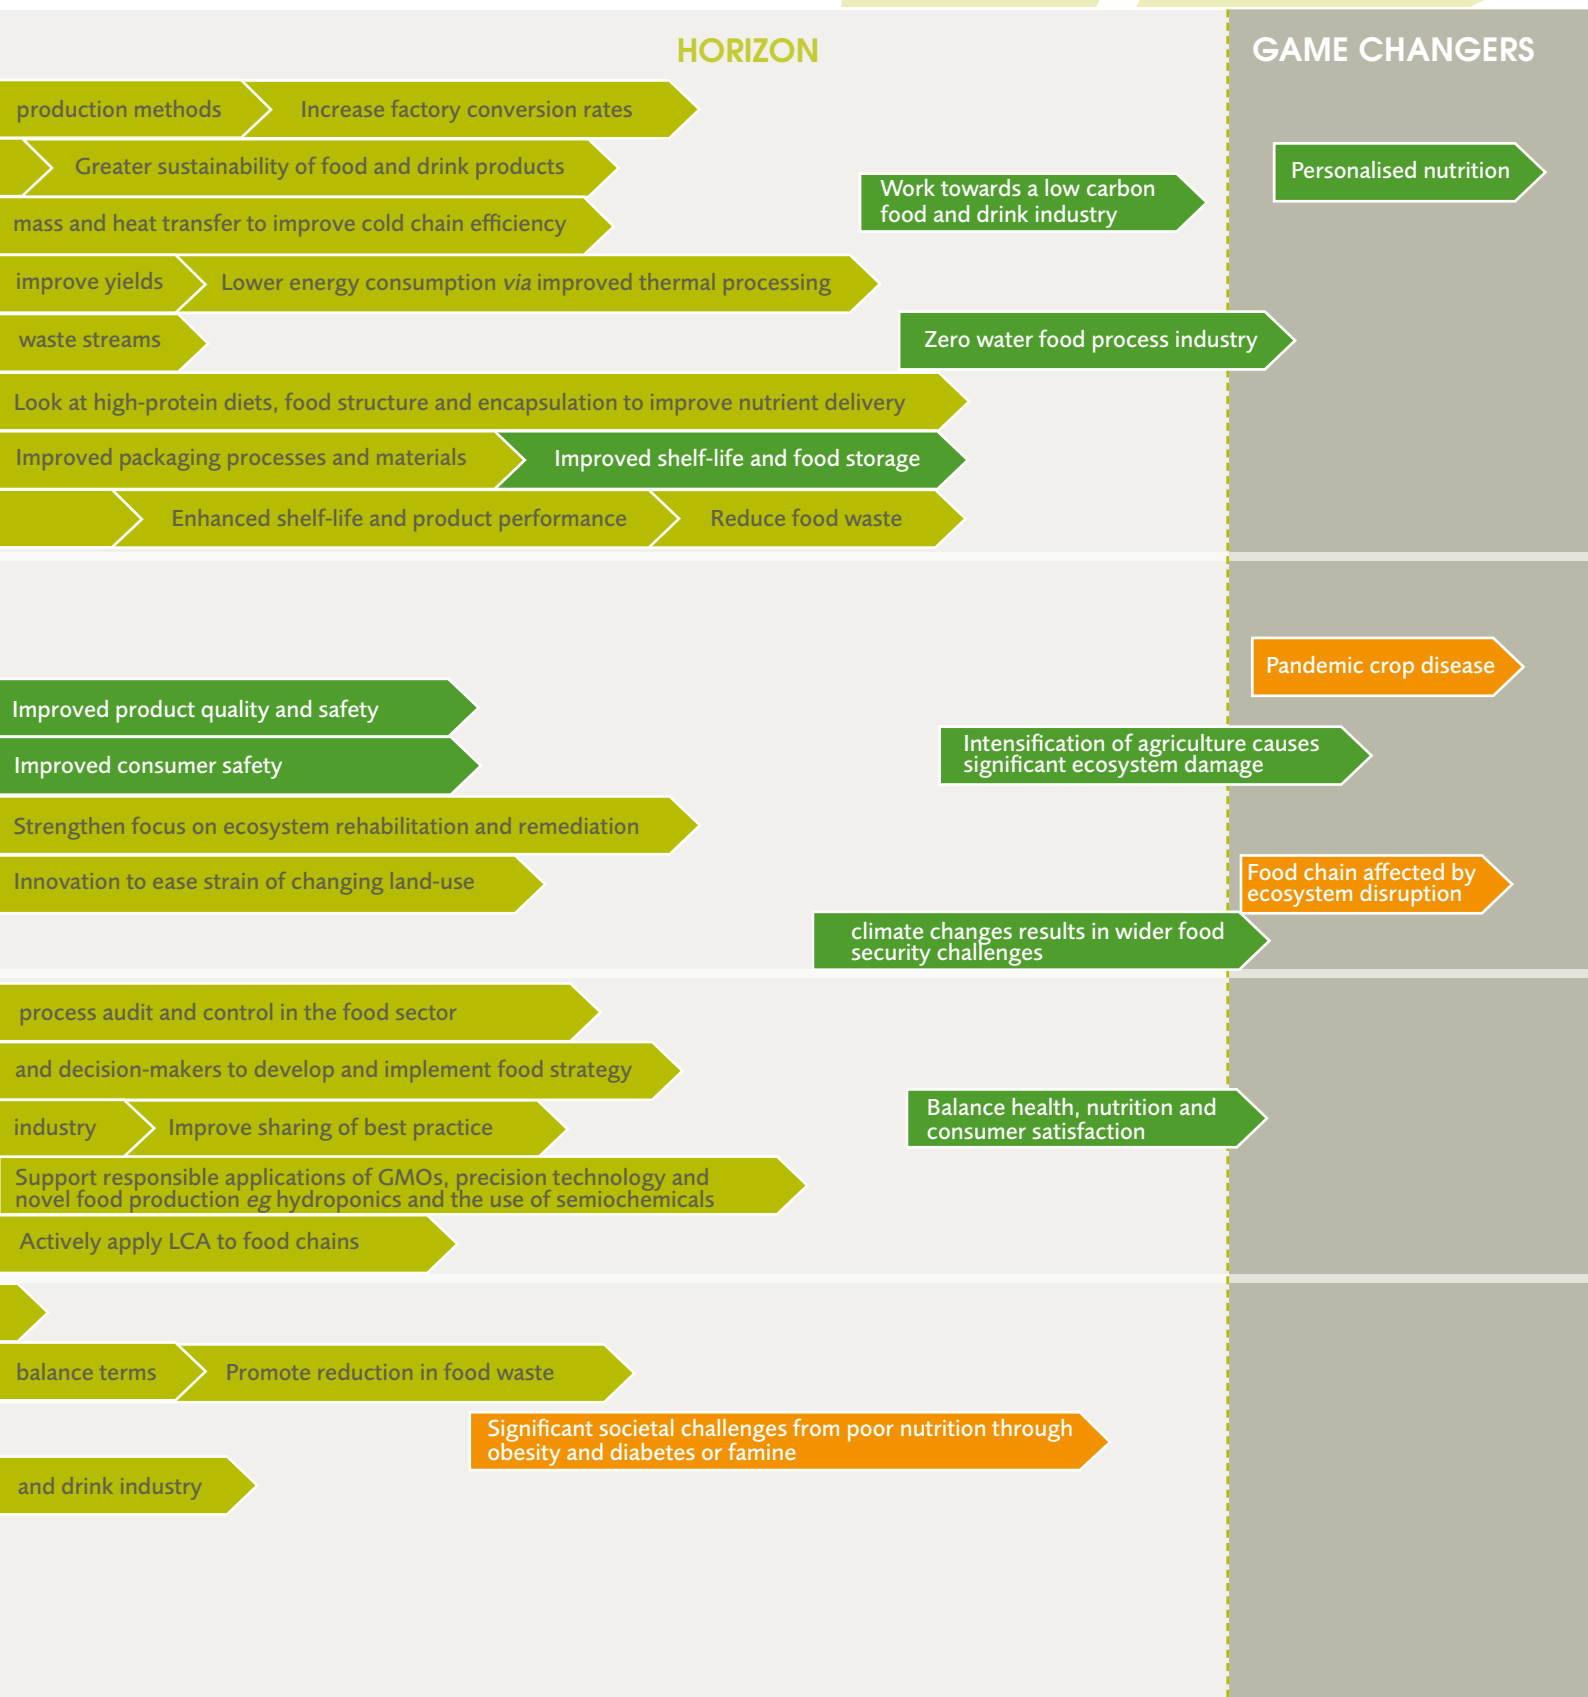 HORIZON
GAME CHANGERS
production methods
Increase factory conversion rates
Greater sustainability of food and drink products
Personalised nutrition
Work towards a low carbon
food and drink industry
mass and heat transfer to improve cold chain efficiency
improve yields
Lower energy consumption via improved thermal processing
waste streams
Zero water food process industry
Look at high-protein diets, food structure and encapsulation to improve nutrient delivery
Improved packaging processes and materials
Improved shelf-life and food storage
Enhanced shelf-life and product performance
Reduce food waste
Pandemic crop disease
Improved product quality and safety
Intensification of agriculture causes
significant ecosystem damage
Improved consumer safety
Strengthen focus on ecosystem rehabilitation and remediation
Innovation to ease strain of changing land-use
Food chain affected by
ecosystem disruption
climate changes results in wider food
security challenges
process audit and control in the food sector
and decision-makers to develop and implement food strategy
Balance health, nutrition and
consumer satisfaction
industry
Improve sharing of best practice
Support responsible applications of GMOs, precision technology and
novel food production eg hydroponics and the use of semiochemicals
Actively apply LCA to food chains
balance terms
Promote reduction in food waste
Significant societal challenges from poor nutrition through
obesity and diabetes or famine
and drink industry